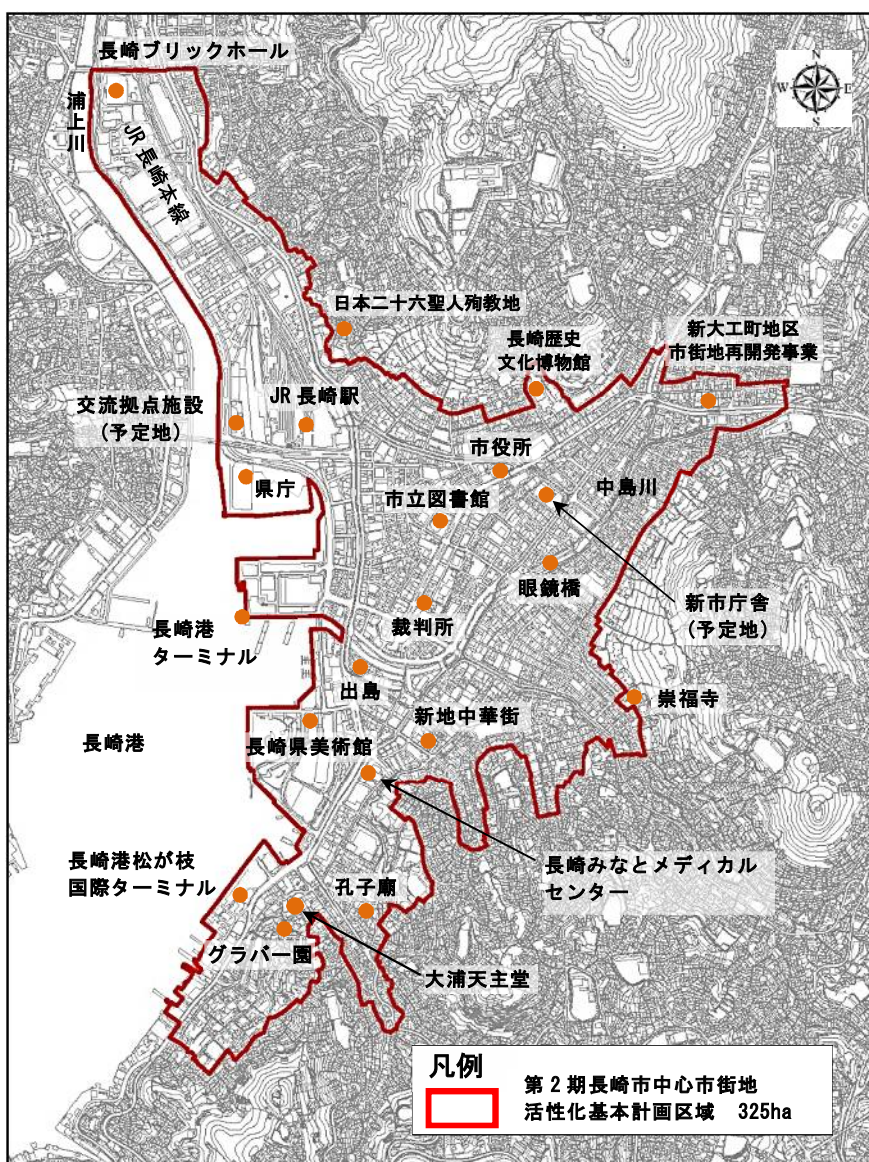 長崎ブリックホール
N
W E
S
浦上川
JR 長崎本線
日本二十六聖人殉教地
長崎歴史
文化博物館
新大工町地区
市街地再開発事業
交流拠点施設
(予定地)
JR 長崎駅
市役所
県庁
市立図書館
中島川
眼鏡橋
新市庁舎
(予定地)
裁判所
長崎港
ターミナル
出島
崇福寺
新地中華街
長崎港
長崎県美術館
長崎みなとメディカル
センター
長崎港松が枝
国際ターミナル
孔子廟
グラバー園
大浦天主堂
凡例
第 2 期長崎市中心市街地
活性化基本計画区域 325ha